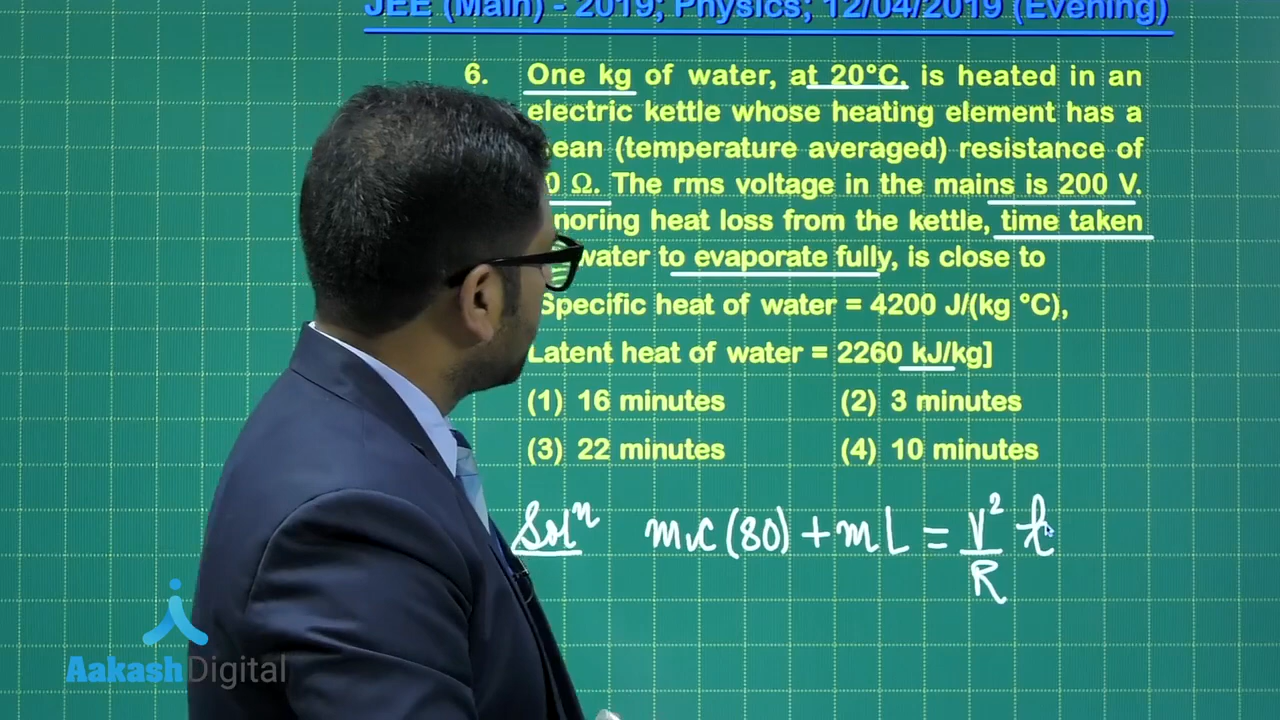 JEE (Main) - 2019; Physics; 12/04/2019 (Evening)
6. One kg of water, at 20°C, is heated in an
electric kettle whose heating element has a
ean (temperature averaged) resistance of
0 Ω. The rms voltage in the mains is 200 V.
noring heat loss from the kettle, time taken
water to evaporate fully, is close to
Specific heat of water = 4200 J/(kg °C),
Latent heat of water = 2260 kJ/kg]
(1) 16 minutes (2) 3 minutes
(3) 22 minutes (4) 10 minutes
Solⁿ mc(80) + mL = V²/R t
AakashDigital